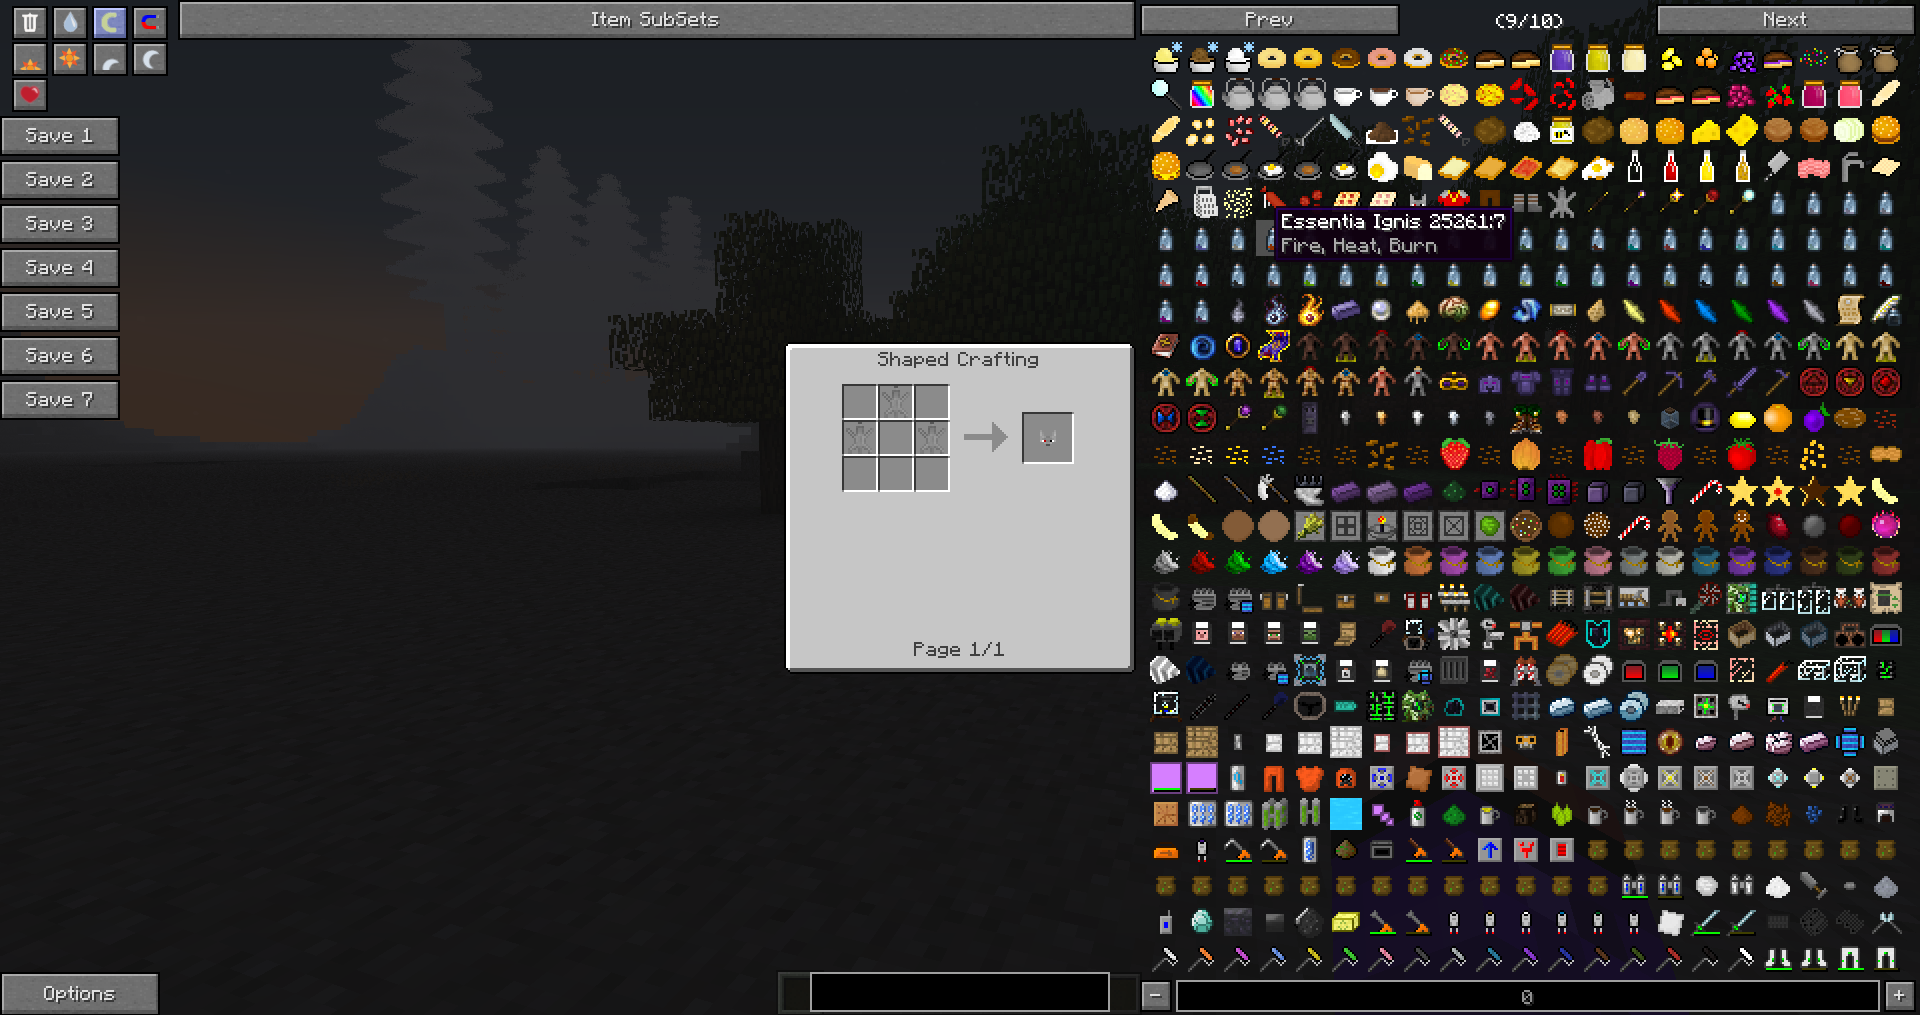 Item SubSets
Prev
(9/10)
Next
Save 1
Save 2
Save 3
Save 4
Save 5
Save 6
Save 7
Essentia Ignis 25261:7
Fire, Heat, Burn
Shaped Crafting
Page 1/1
Options
-
0
+